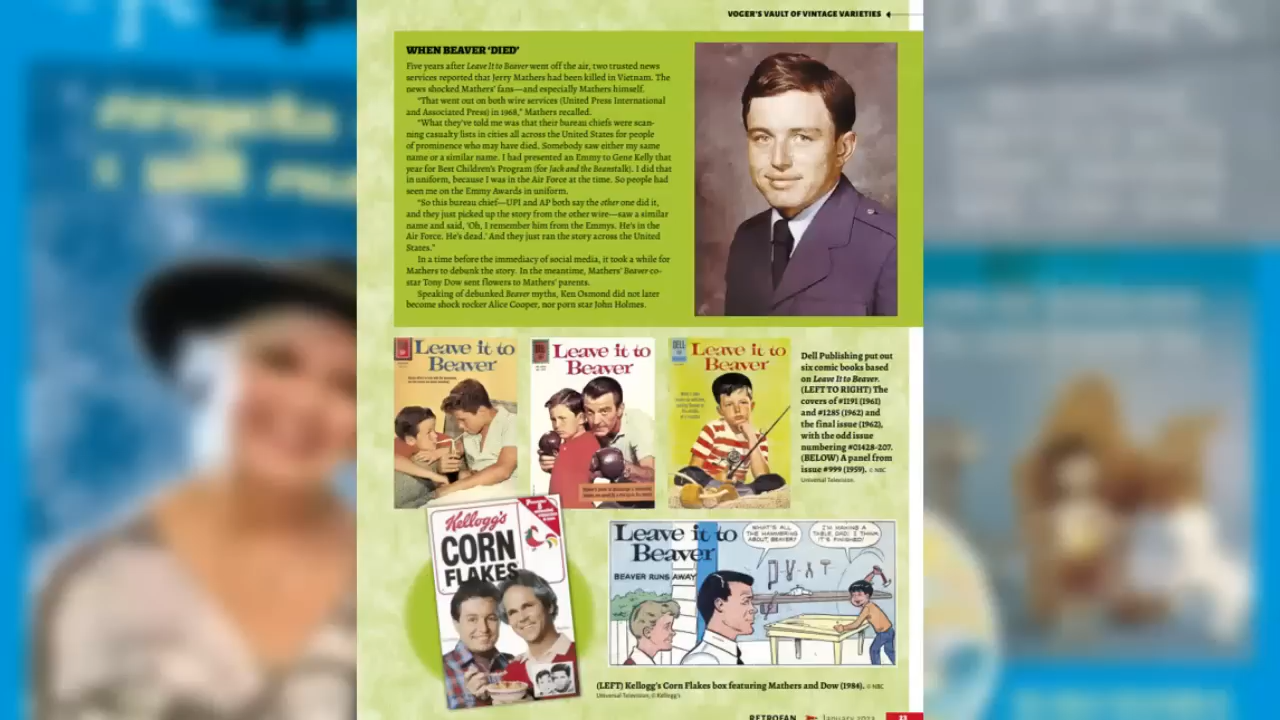 VOGER'S VAULT OF VINTAGE VARIETIES
WHEN BEAVER 'DIED'
Five years after Leave It to Beaver went off the air, two trusted news
services reported that Jerry Mathers had been killed in Vietnam. The
news shocked Mathers' fans—and especially Mathers himself.
"That went out on both wire services (United Press International
and Associated Press) in 1968," Mathers recalled.
"What they've told me was that their bureau chiefs were scan-
ning casualty lists in cities all across the United States for people
of prominence who may have died. Somebody saw either my same
name or a similar name. I had presented an Emmy to Gene Kelly that
year for Best Children's Program (for Jack and the Beanstalk). I did that
in uniform, because I was in the Air Force at the time. So people had
seen me on the Emmy Awards in uniform.
"So this bureau chief—UPI and AP both say the other one did it,
and they just picked up the story from the other wire—saw a similar
name and said, 'Oh, I remember him from the Emmys. He's in the
Air Force. He's dead.' And they just ran the story across the United
States."
In a time before the immediacy of social media, it took a while for
Mathers to debunk the story. In the meantime, Mathers' Beaver co-
star Tony Dow sent flowers to Mathers' parents.
Speaking of debunked Beaver myths, Ken Osmond did not later
become shock rocker Alice Cooper, nor porn star John Holmes.
Leave it to
Beaver
Leave it to
Beaver
DELL
Leave it to
Beaver
Dell Publishing put out
six comic books based
on Leave It to Beaver.
(LEFT TO RIGHT) The
covers of #1191 (1961)
and #1285 (1962) and
the final issue (1962),
with the odd issue
numbering #01428-207.
(BELOW) A panel from
issue #999 (1959). © NBC
Universal Television.
Kellogg's
CORN
FLAKES
Leave it to
Beaver
BEAVER RUNS AWAY
WHAT'S ALL
THE HAMMERING
ABOUT, BEAVER?
I'M MAKING A
TABLE, DAD! I THINK
IT'S FINISHED!
(LEFT) Kellogg's Corn Flakes box featuring Mathers and Dow (1984). © NBC
Universal Television, © Kellogg's.
RETROFAN January 2023 23